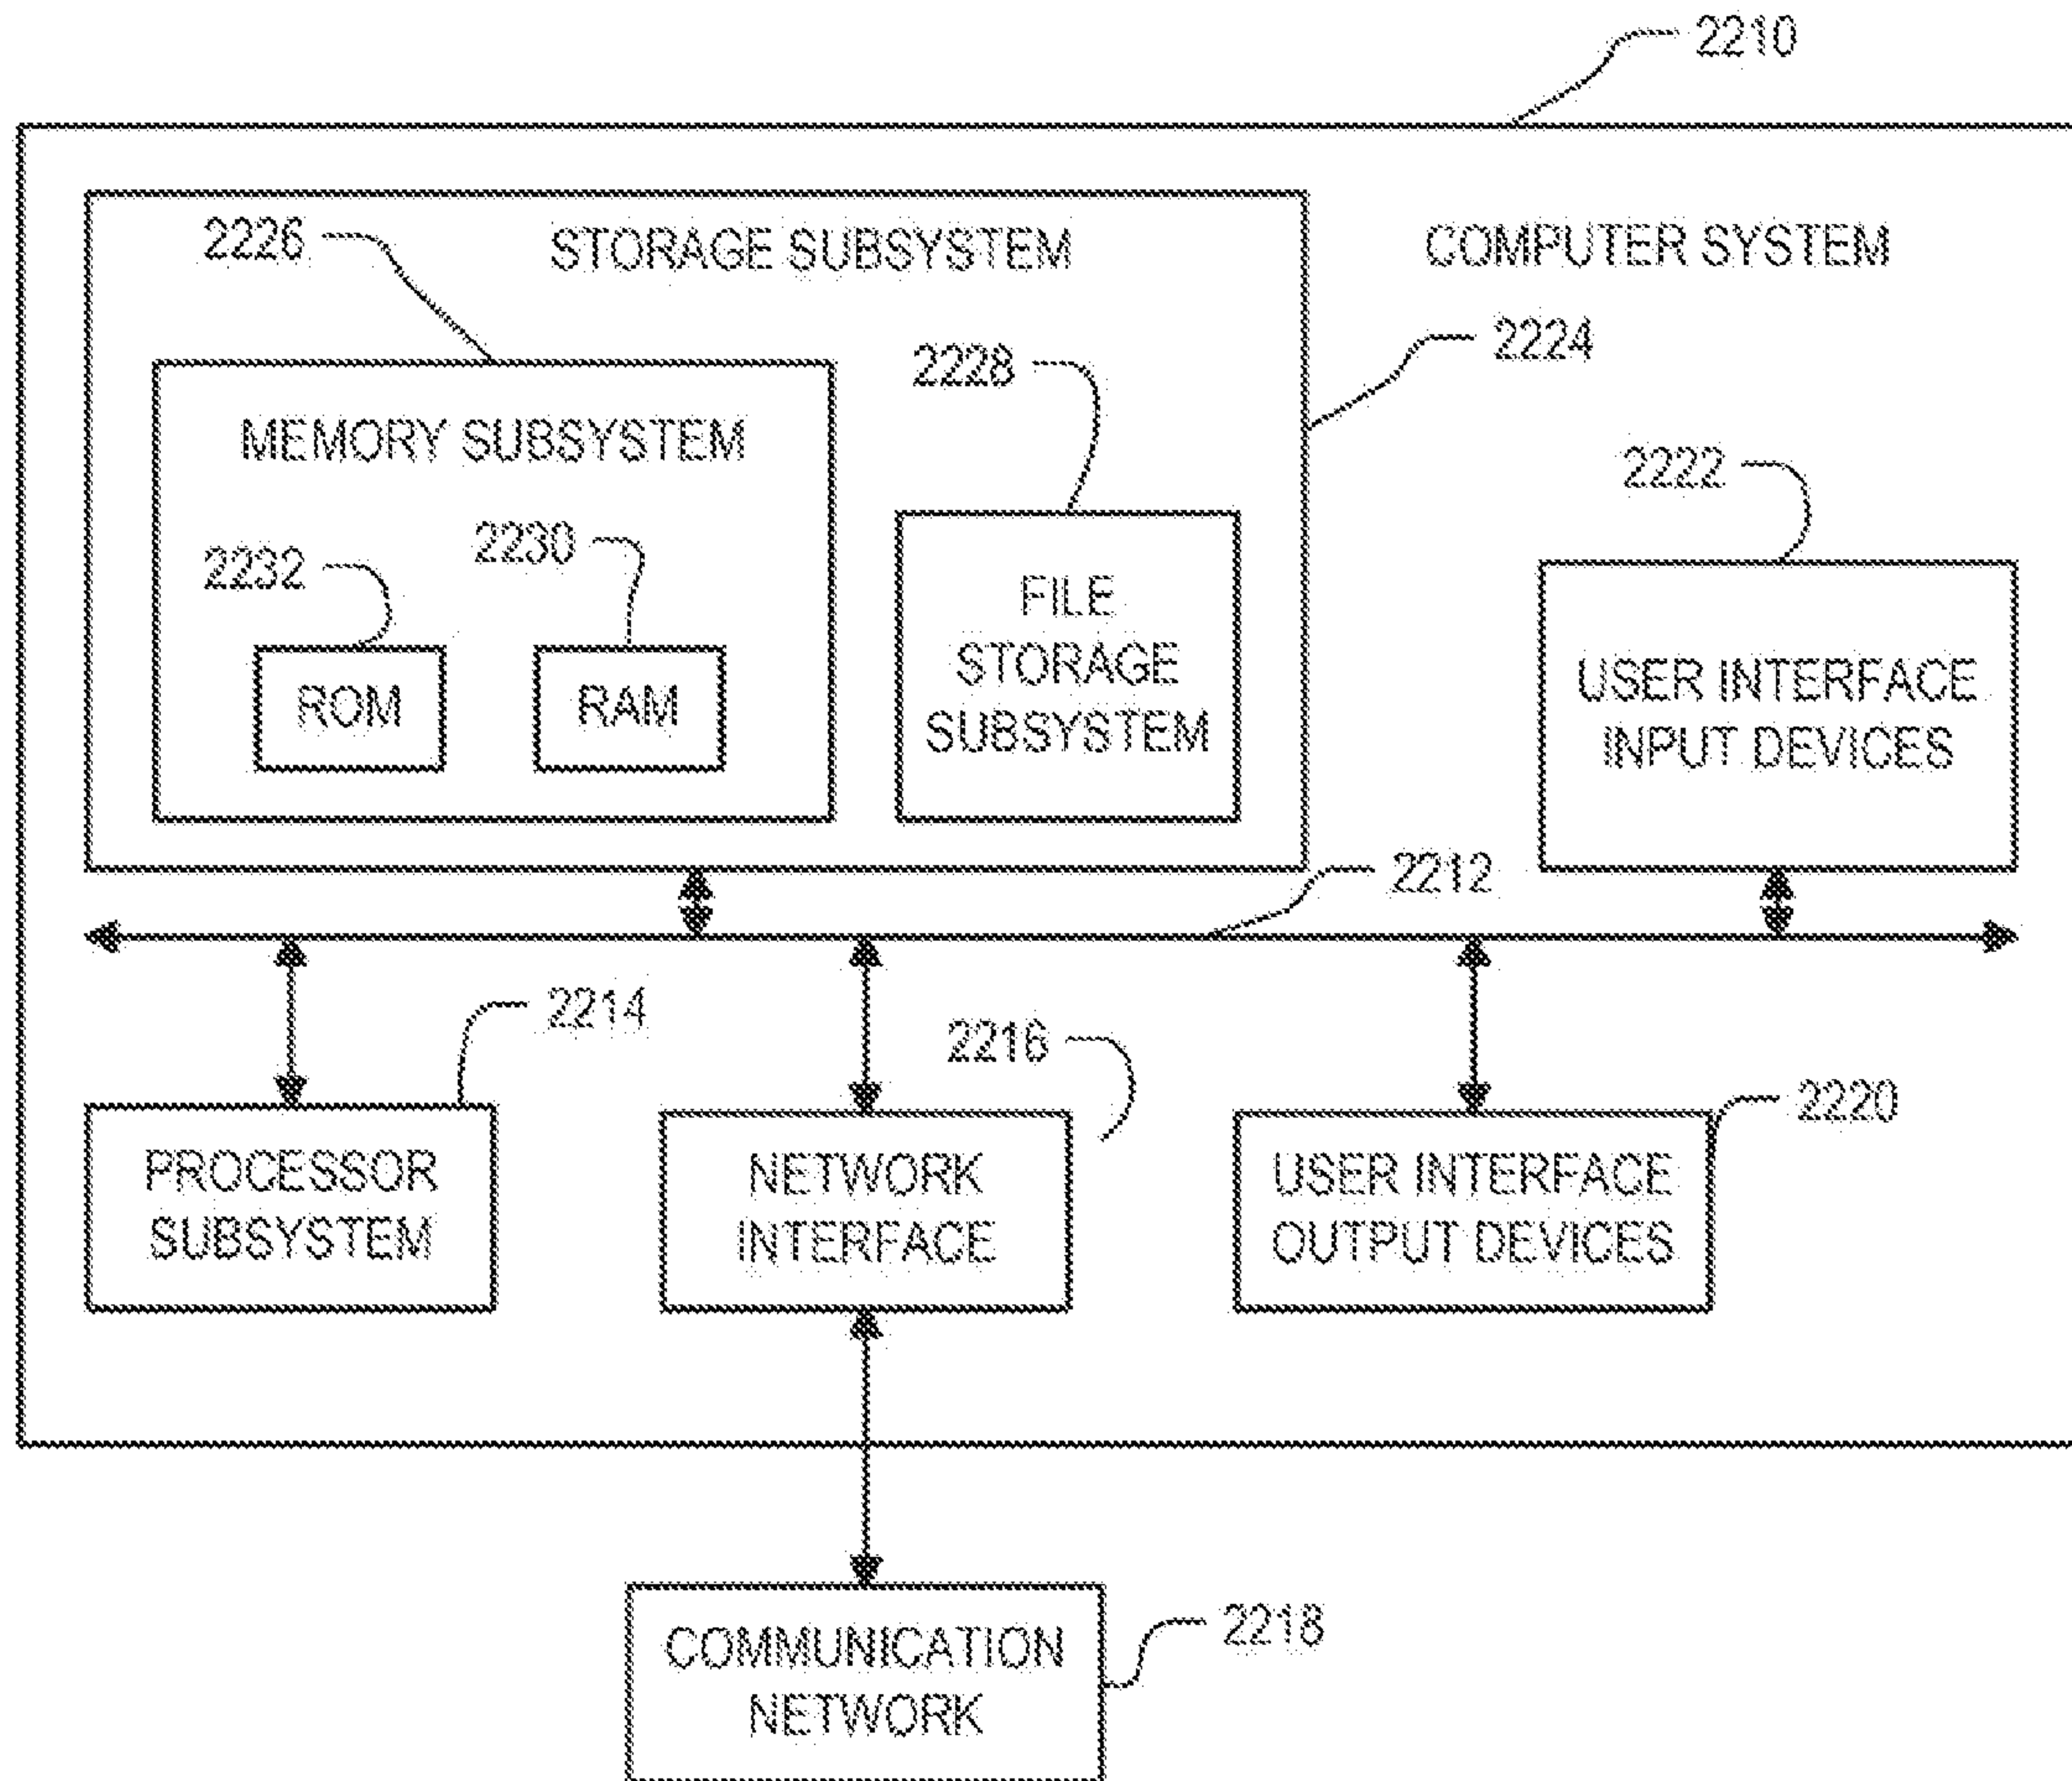 2210
2226
STORAGE SUBSYSTEM
COMPUTER SYSTEM
2224
2228
MEMORY SUBSYSTEM
2222
2232
2230
FILE
STORAGE
SUBSYSTEM
ROM
RAM
USER INTERFACE
INPUT DEVICES
2212
2214
2216
2220
PROCESSOR
SUBSYSTEM
NETWORK
INTERFACE
USER INTERFACE
OUTPUT DEVICES
2218
COMMUNICATION
NETWORK